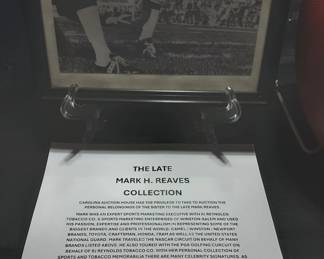 THE LATE
MARK H. REAVES
COLLECTION
CAROLINA AUCTION HOUSE HAS THE PRIVILEGE TO TAKE TO AUCTION THE
PERSONAL BELONGINGS OF THE SISTER TO THE LATE MARK REAVES.
MARK WAS AN EXPERT SPORTS MARKETING EXECUTIVE WITH RJ REYNOLDS
TOBACCO CO. & SPORTS MARKETING ENTERPRISES OF WINSTON-SALEM AND USED
HIS PASSION, EXPERTISE AND PROFESSIONALISM IN REPRESENTING SOME OF THE
BIGGEST BRANDS AND CLIENTS IN THE WORLD. CAMEL, WINSTON, NEWPORT
BRANDS, TOYOTA, CRAFTSMAN, HONDA, TEAM AS WELL AS THE UNITED STATES
NATIONAL GUARD. MARK TRAVELED THE NASCAR CIRCUIT ON BEHALF OF MANY
BRANDS LISTED ABOVE. HE ALSO TOURED WITH THE PGA GOLFING CIRCUIT ON
BEHALF OF RJ REYNOLDS TOBACCO CO. WITH HER PERSONAL COLLECTION OF
SPORTS AND TOBACCO MEMORABILIA THERE ARE MANY CELEBRITY SIGNATURES, AS